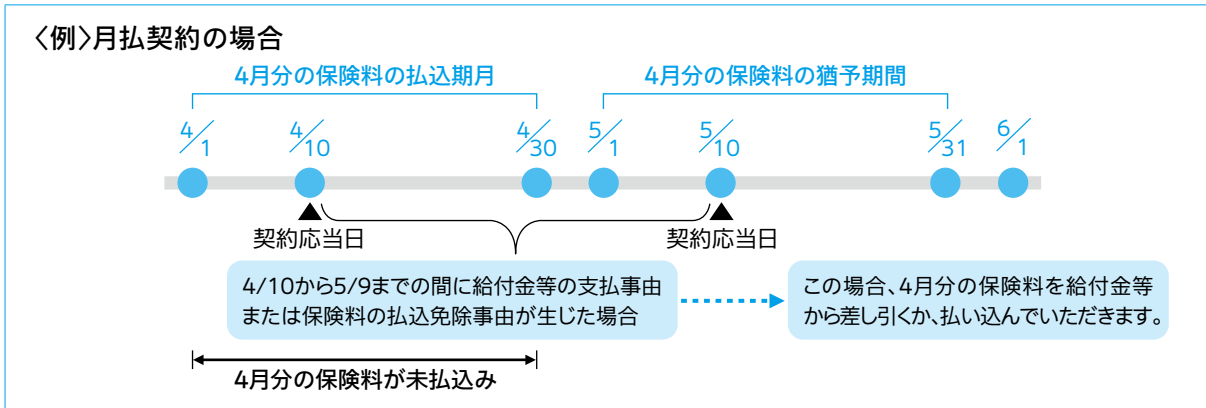 〈例〉月払契約の場合
4月分の保険料の払込期月
4月分の保険料の猶予期間
4/1
4/10
4/30
5/1
5/10
5/31
6/1
契約応当日
契約応当日
4/10から5/9までの間に給付金等の支払事由
または保険料の払込免除事由が生じた場合
この場合、4月分の保険料を給付金等
から差し引くか、払い込んでいただきます。
4月分の保険料が未払込み